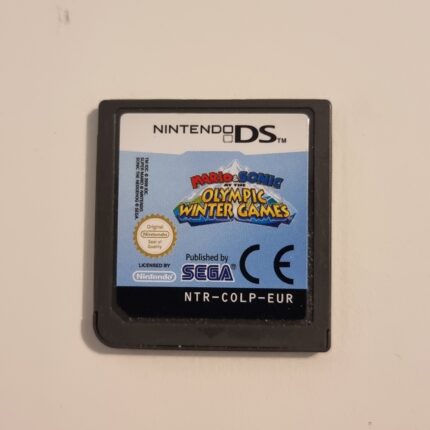 NINTENDO DS™
MARIO & SONIC
AT THE
OLYMPIC
WINTER GAMES
Original
Nintendo
Seal of
Quality
LICENSED BY
Nintendo
Published by
SEGA
CE
NTR-COLP-EUR